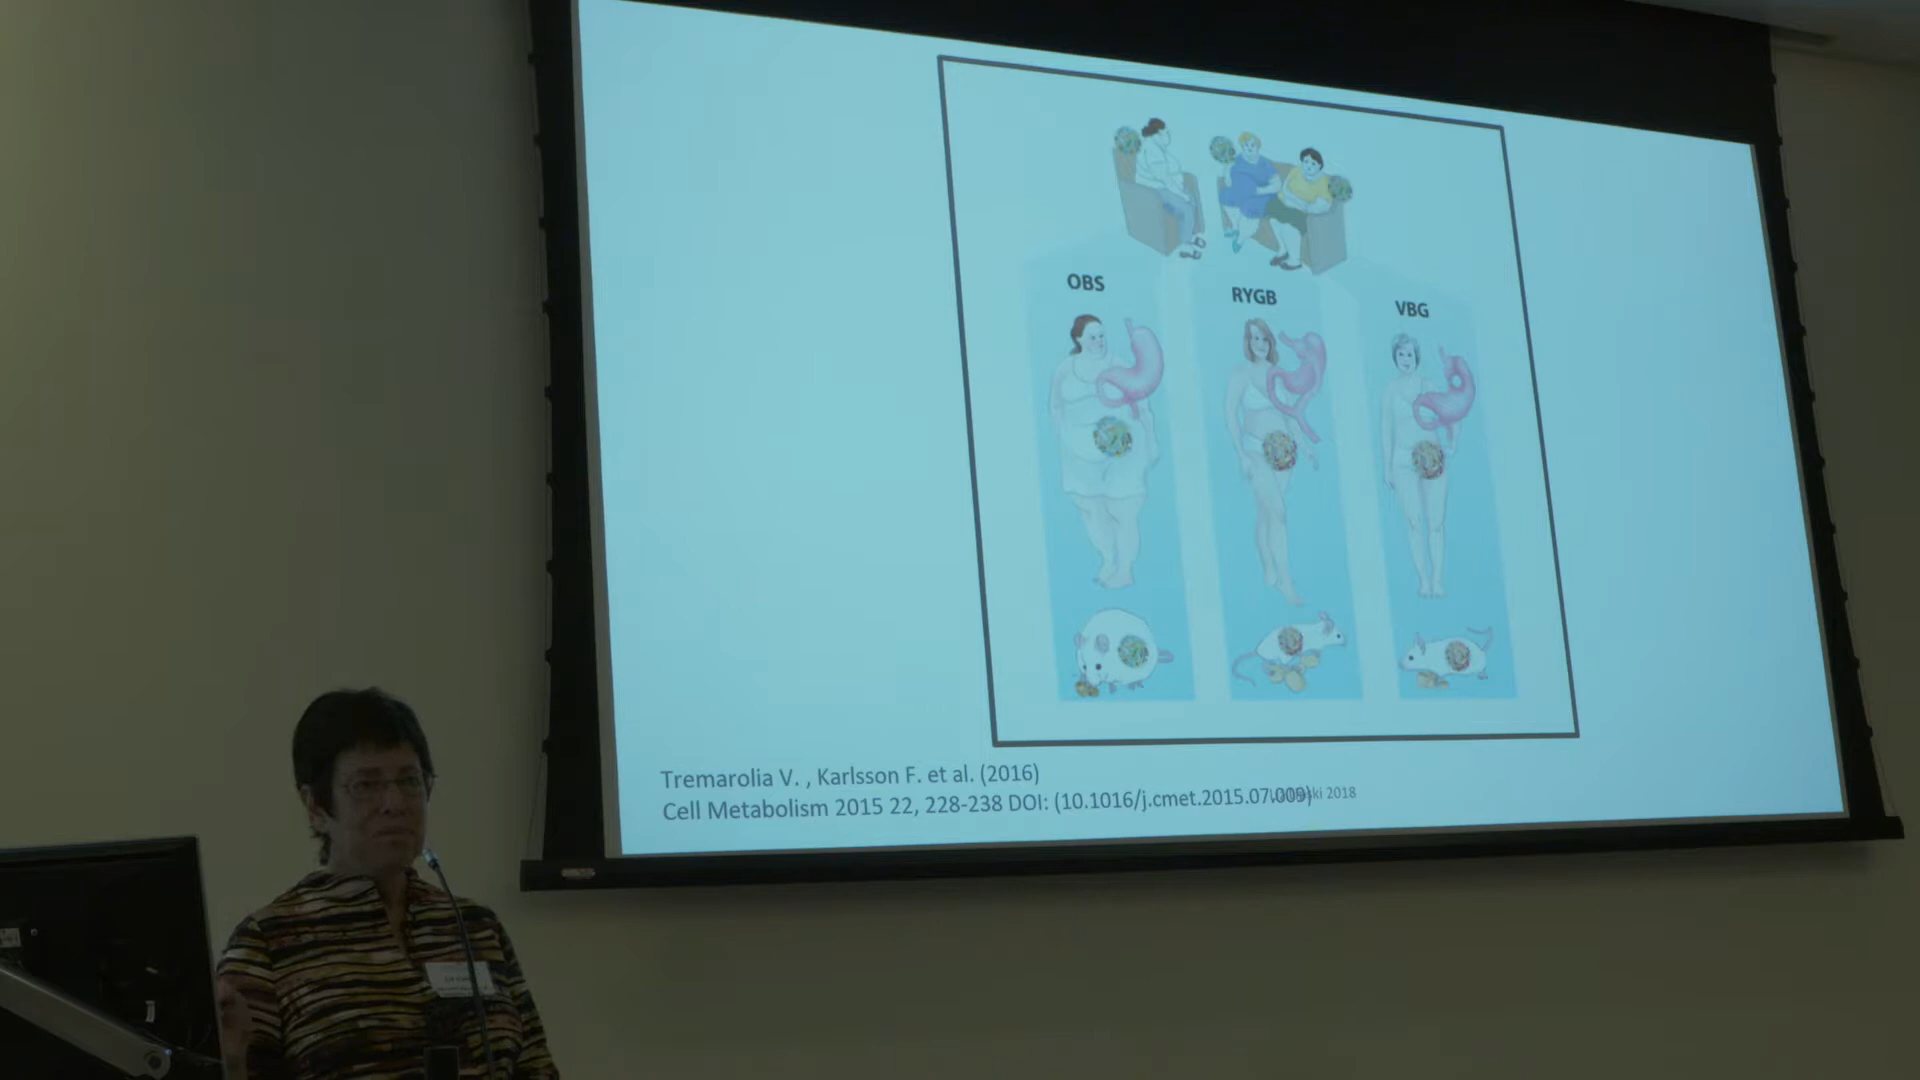 OBS
RYGB
VBG
Tremarolia V. , Karlsson F. et al. (2016)
Cell Metabolism 2015 22, 228-238 DOI: (10.1016/j.cmet.2015.07.009)
2018